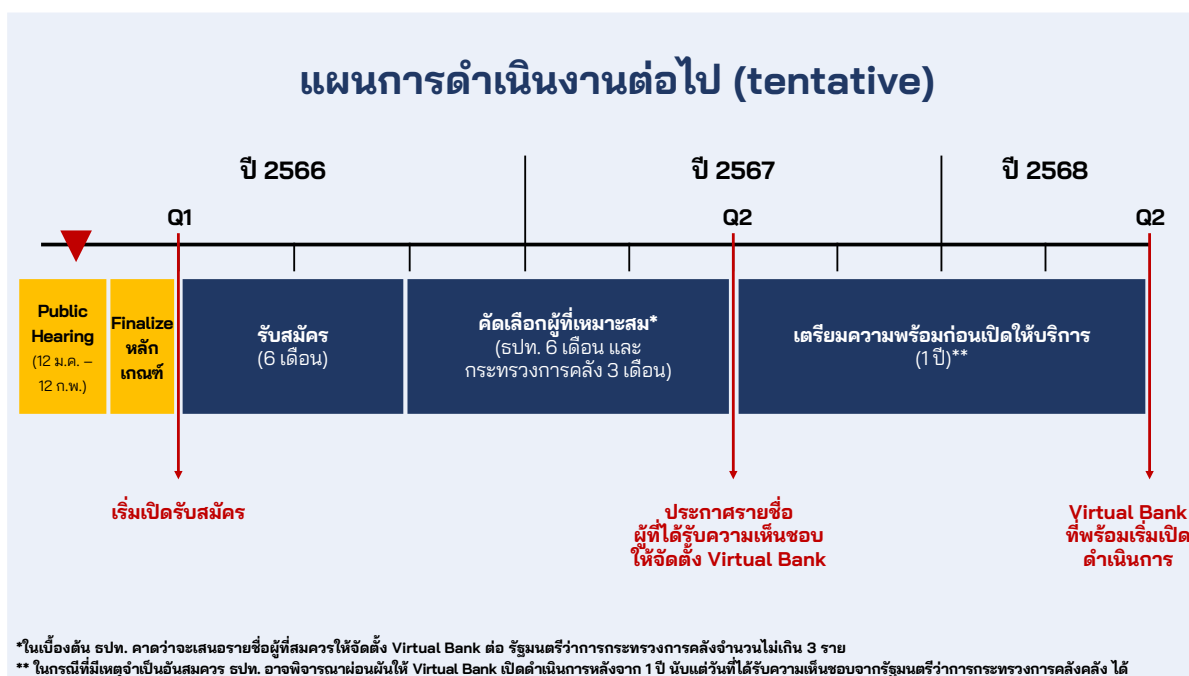 แผนการดำเนินงานต่อไป (tentative)
ปี 2566
ปี 2567
ปี 2568
Q1
Q2
Q2
Public
Hearing
(12 ม.ค. –
12 ก.พ.)
Finalize
หลัก
เกณฑ์
รับสมัคร
(6 เดือน)
คัดเลือกผู้ที่เหมาะสม*
(ธปท. 6 เดือน และ
กระทรวงการคลัง 3 เดือน)
เตรียมความพร้อมก่อนเปิดให้บริการ
(1 ปี)**
เริ่มเปิดรับสมัคร
ประกาศรายชื่อ
ผู้ที่ได้รับความเห็นชอบ
ให้จัดตั้ง Virtual Bank
Virtual Bank
ที่พร้อมเริ่มเปิด
ดำเนินการ
*ในเบื้องต้น ธปท. คาดว่าจะเสนอรายชื่อผู้ที่สมควรให้จัดตั้ง Virtual Bank ต่อ รัฐมนตรีว่าการกระทรวงการคลังจำนวนไม่เกิน 3 ราย
** ในกรณีที่มีเหตุจำเป็นอันสมควร ธปท. อาจพิจารณาผ่อนผันให้ Virtual Bank เปิดดำเนินการหลังจาก 1 ปี นับแต่วันที่ได้รับความเห็นชอบจากรัฐมนตรีว่าการกระทรวงการคลังคลัง ได้